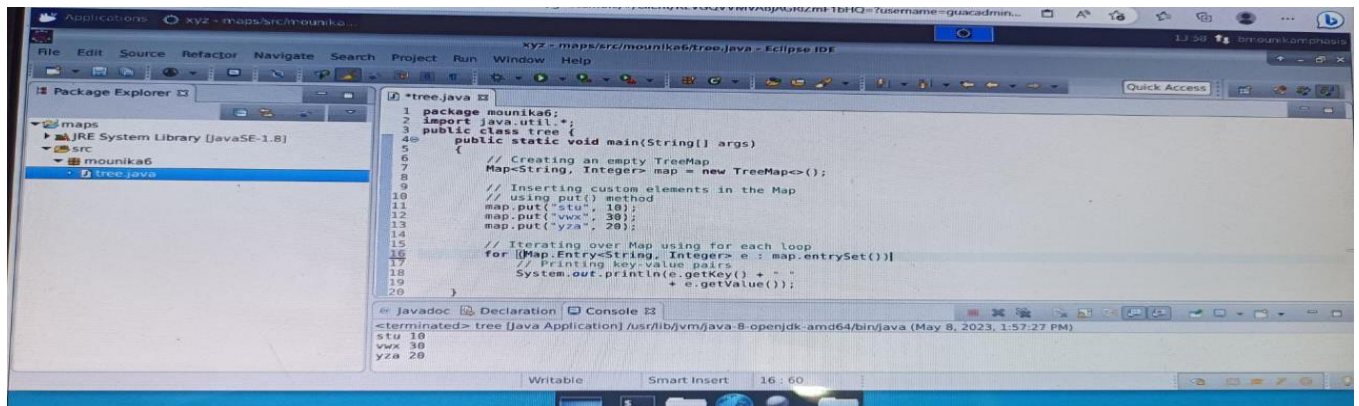 Applications xyz - maps/src/mounika...
?username=guacadmin...
13:58 bmounikamphasis
xyz - maps/src/mounika6/tree.java - Eclipse IDE
File Edit Source Refactor Navigate Search Project Run Window Help
Quick Access
Package Explorer
maps
JRE System Library [JavaSE-1.8]
src
mounika6
tree.java
*tree.java
1 package mounika6;
2 import java.util.*;
3 public class tree {
4 public static void main(String[] args)
5 {
6 // Creating an empty TreeMap
7 Map<String, Integer> map = new TreeMap<>();
8
9 // Inserting custom elements in the Map
10 // using put() method
11 map.put("stu", 10);
12 map.put("vwx", 30);
13 map.put("yza", 20);
14
15 // Iterating over Map using for each loop
16 for (Map.Entry<String, Integer> e : map.entrySet())
17 // Printing key-value pairs
18 System.out.println(e.getKey() + " "
19 + e.getValue());
20 }
Javadoc Declaration Console
<terminated> tree [Java Application] /usr/lib/jvm/java-8-openjdk-amd64/bin/java (May 8, 2023, 1:57:27 PM)
stu 10
vwx 30
yza 20
Writable Smart Insert 16 : 60